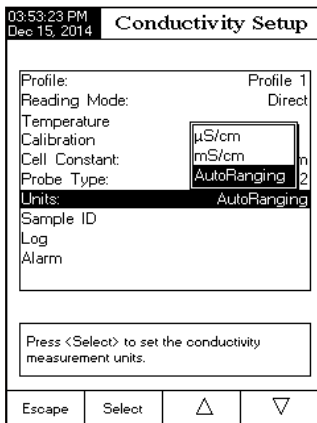 03:53:23 PM
Dec 15, 2014
Conductivity Setup
Profile: Profile 1
Reading Mode: Direct
Temperature
Calibration
µS/cm
Cell Constant: mS/cm m
Probe Type: AutoRanging 2
Units: AutoRanging
Sample ID
Log
Alarm
Press <Select> to set the conductivity
measurement units.
Escape Select